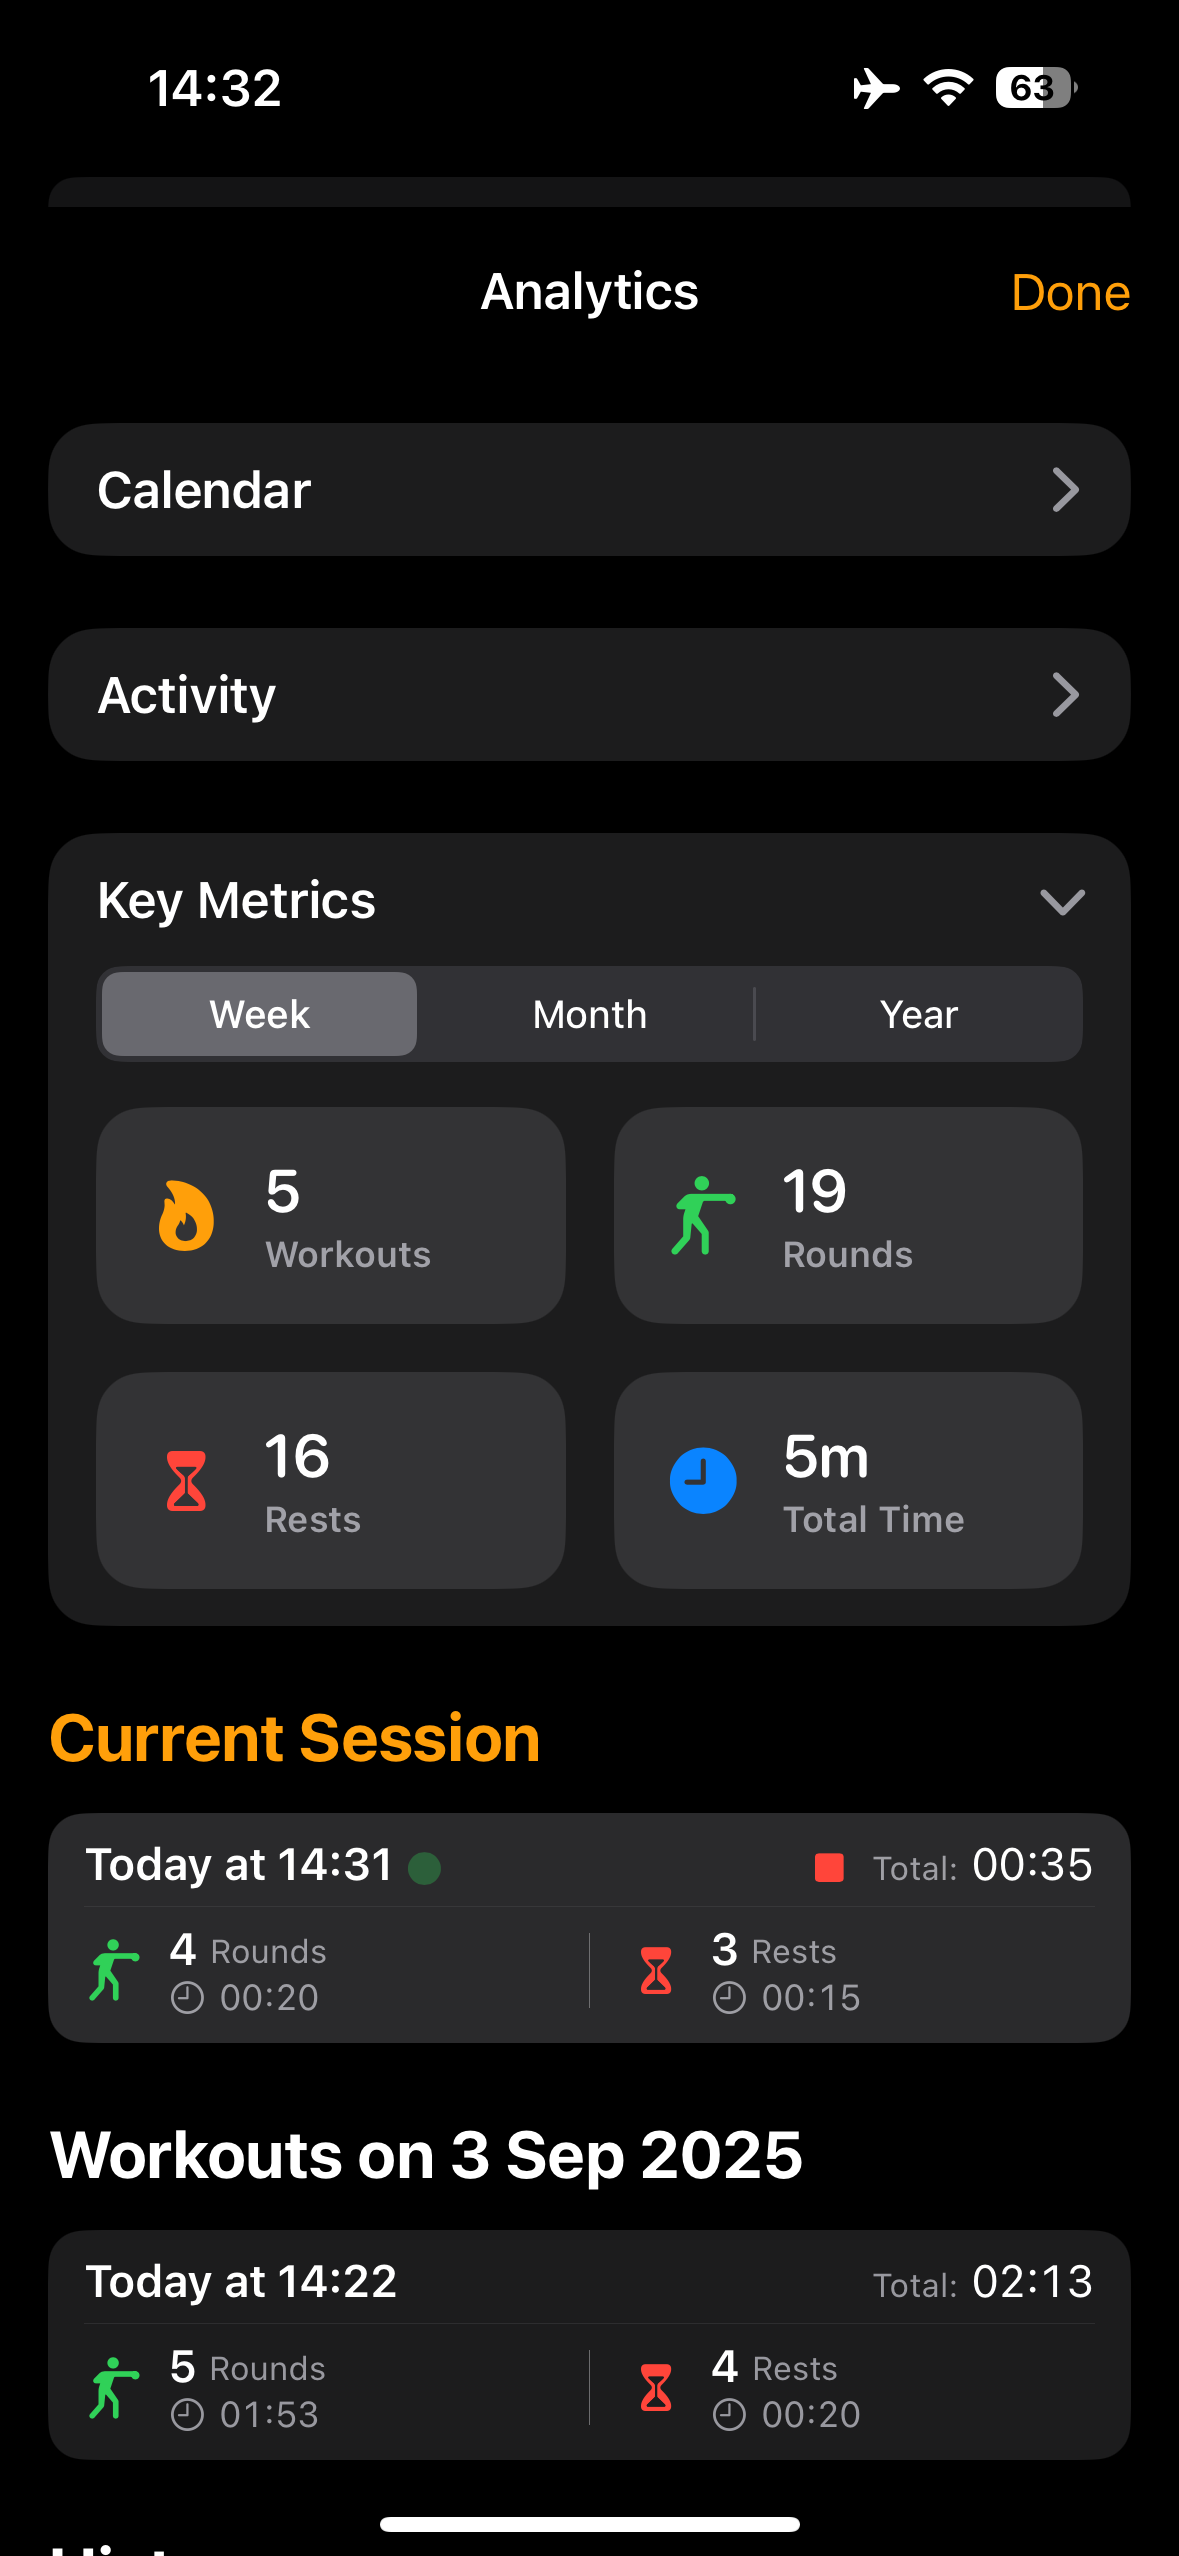 14:32
63
Analytics
Done
Calendar
Activity
Key Metrics
Week
Month
Year
5
Workouts
19
Rounds
16
Rests
5m
Total Time
Current Session
Today at 14:31
Total: 00:35
4 Rounds
00:20
3 Rests
00:15
Workouts on 3 Sep 2025
Today at 14:22
Total: 02:13
5 Rounds
01:53
4 Rests
00:20